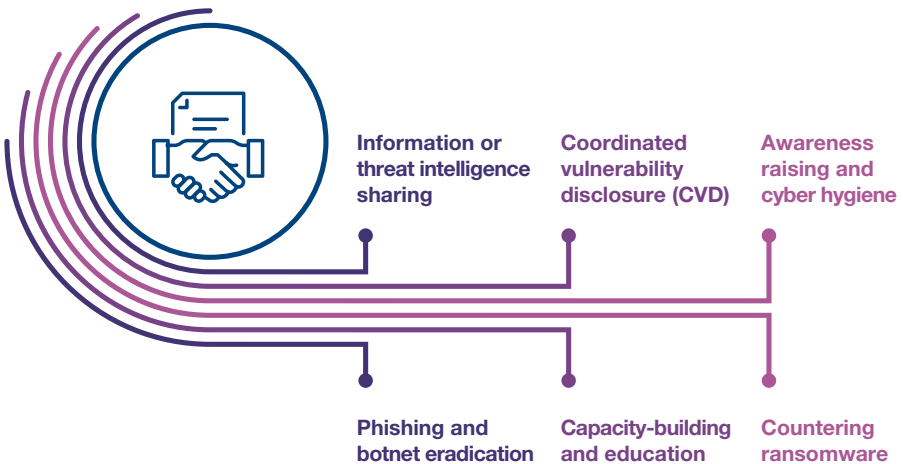 Information or
threat intelligence
sharing
Coordinated
vulnerability
disclosure (CVD)
Awareness
raising and
cyber hygiene
Phishing and
botnet eradication
Capacity-building
and education
Countering
ransomware